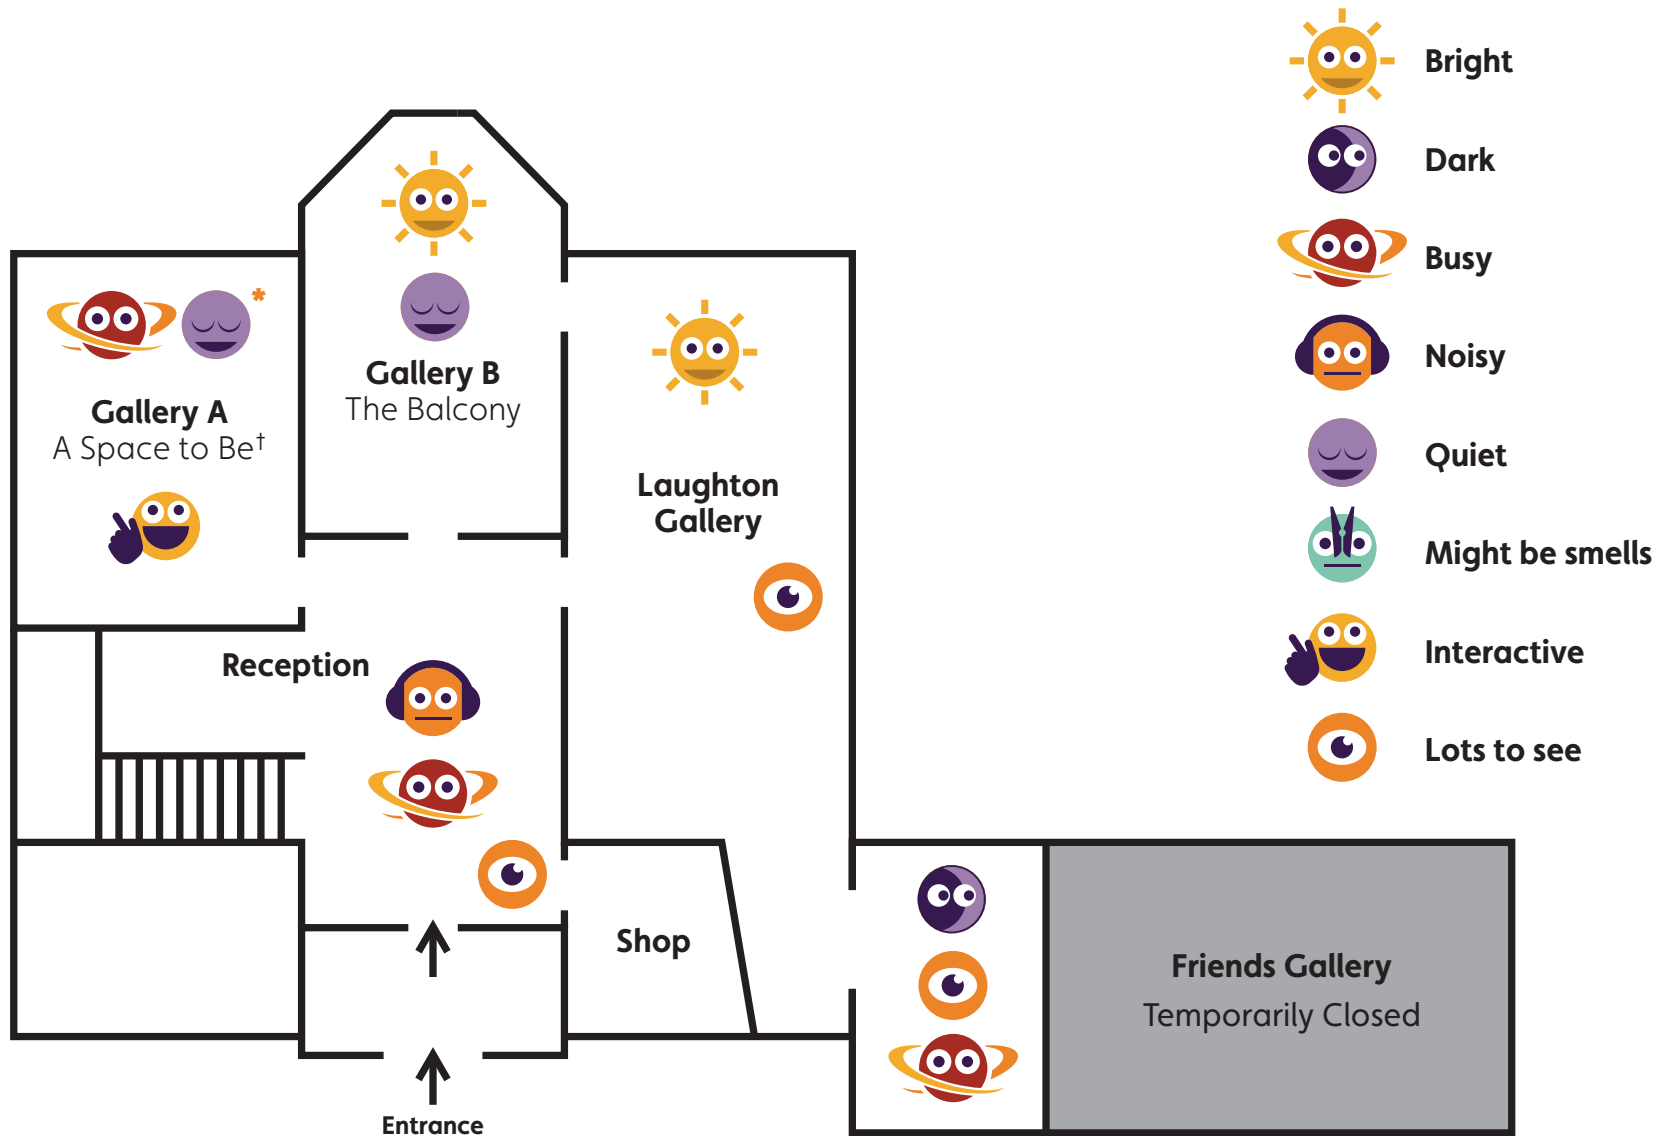 Bright
Dark
Busy
Noisy
Quiet
Might be smells
Interactive
Lots to see
*
Gallery A
A Space to Be†
Gallery B
The Balcony
Laughton
Gallery
Reception
Shop
Friends Gallery
Temporarily Closed
Entrance